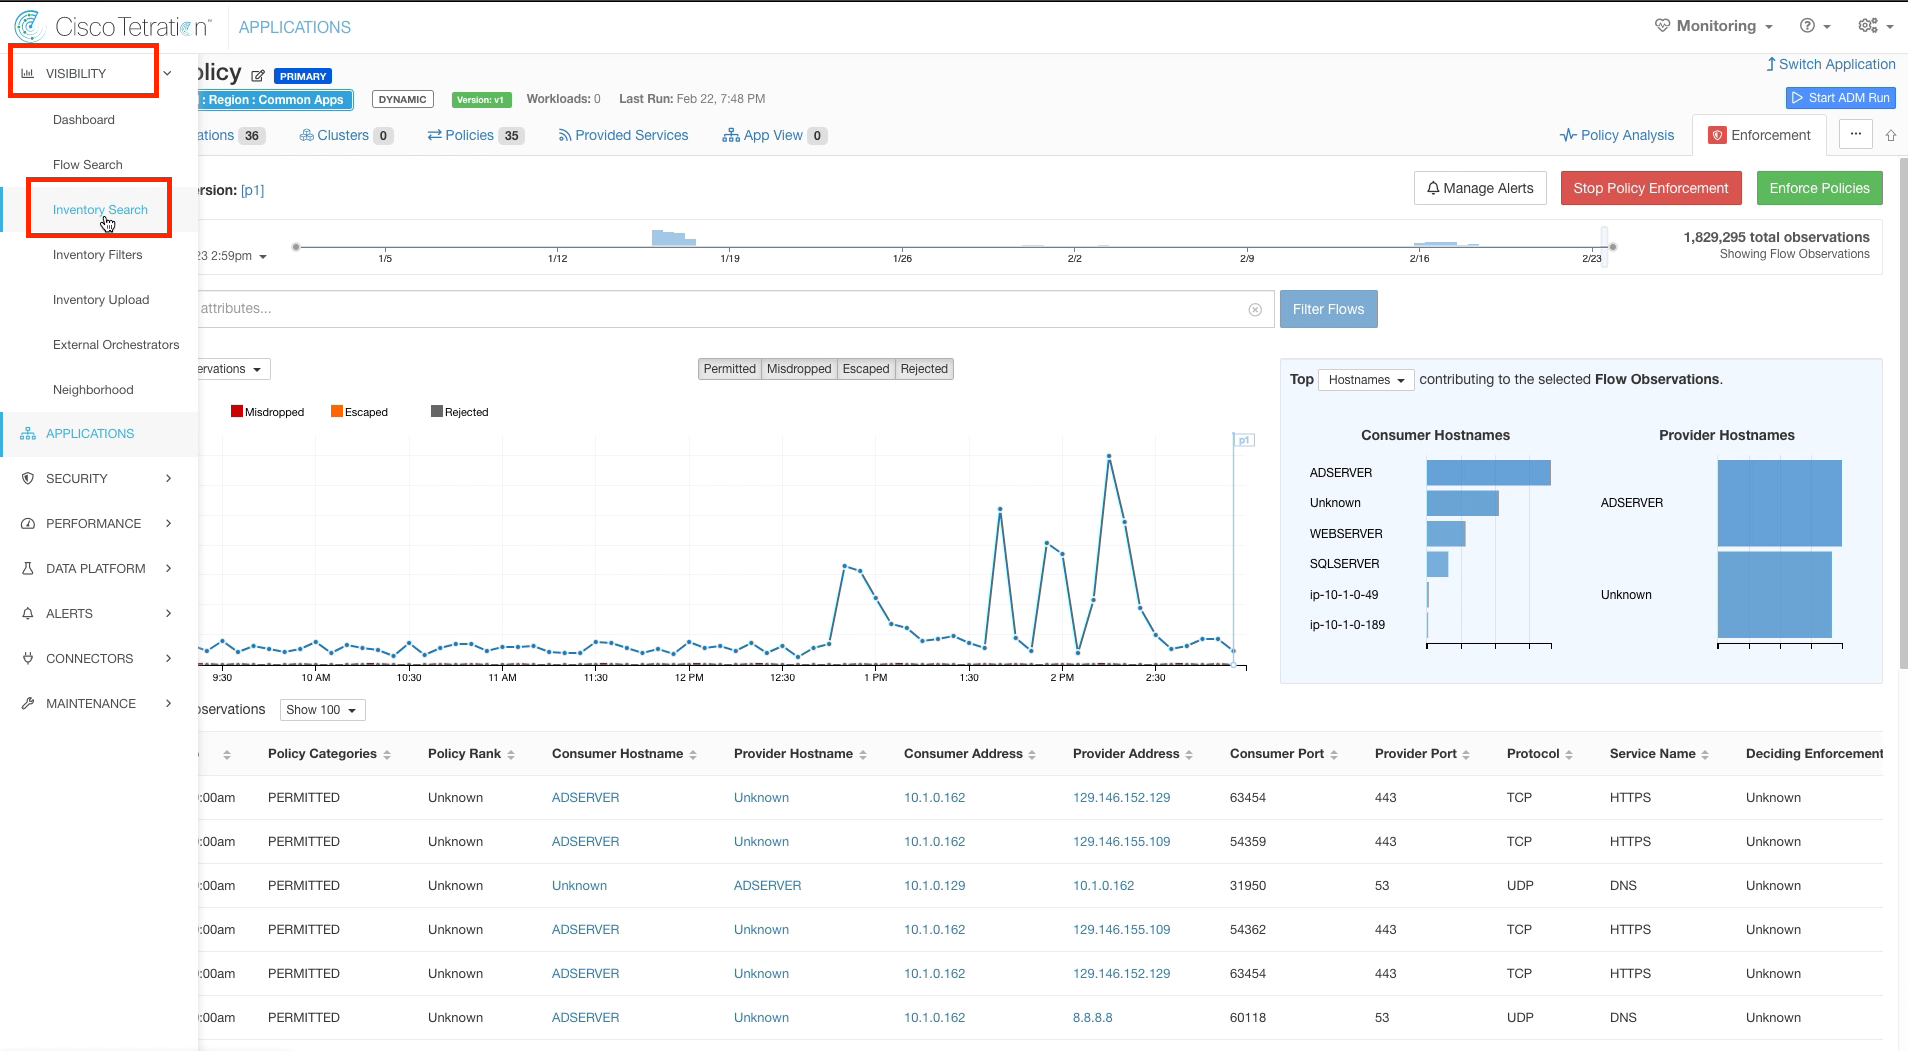 Cisco Tetration™
APPLICATIONS
Monitoring
VISIBILITY
Dashboard
Flow Search
Inventory Search
Inventory Filters
Inventory Upload
External Orchestrators
Neighborhood
APPLICATIONS
SECURITY
PERFORMANCE
DATA PLATFORM
ALERTS
CONNECTORS
MAINTENANCE
olicy PRIMARY
Switch Application
: Region : Common Apps DYNAMIC Version: v1 Workloads: 0 Last Run: Feb 22, 7:48 PM
Start ADM Run
ations 36 Clusters 0 Policies 35 Provided Services App View 0 Policy Analysis Enforcement ...
ersion: [p1]
Manage Alerts Stop Policy Enforcement Enforce Policies
23 2:59pm
1/5 1/12 1/19 1/26 2/2 2/9 2/16 2/23
1,829,295 total observations
Showing Flow Observations
attributes...
Filter Flows
ervations
Permitted Misdropped Escaped Rejected
Misdropped Escaped Rejected
p1
9:30 10 AM 10:30 11 AM 11:30 12 PM 12:30 1 PM 1:30 2 PM 2:30
Top Hostnames contributing to the selected Flow Observations.
Consumer Hostnames
ADSERVER
Unknown
WEBSERVER
SQLSERVER
ip-10-1-0-49
ip-10-1-0-189
Provider Hostnames
ADSERVER
Unknown
bservations Show 100
Policy Categories Policy Rank Consumer Hostname Provider Hostname Consumer Address Provider Address Consumer Port Provider Port Protocol Service Name Deciding Enforcement
:00am PERMITTED Unknown ADSERVER Unknown 10.1.0.162 129.146.152.129 63454 443 TCP HTTPS Unknown
:00am PERMITTED Unknown ADSERVER Unknown 10.1.0.162 129.146.155.109 54359 443 TCP HTTPS Unknown
:00am PERMITTED Unknown Unknown ADSERVER 10.1.0.129 10.1.0.162 31950 53 UDP DNS Unknown
:00am PERMITTED Unknown ADSERVER Unknown 10.1.0.162 129.146.155.109 54362 443 TCP HTTPS Unknown
:00am PERMITTED Unknown ADSERVER Unknown 10.1.0.162 129.146.152.129 63454 443 TCP HTTPS Unknown
:00am PERMITTED Unknown ADSERVER Unknown 10.1.0.162 8.8.8.8 60118 53 UDP DNS Unknown